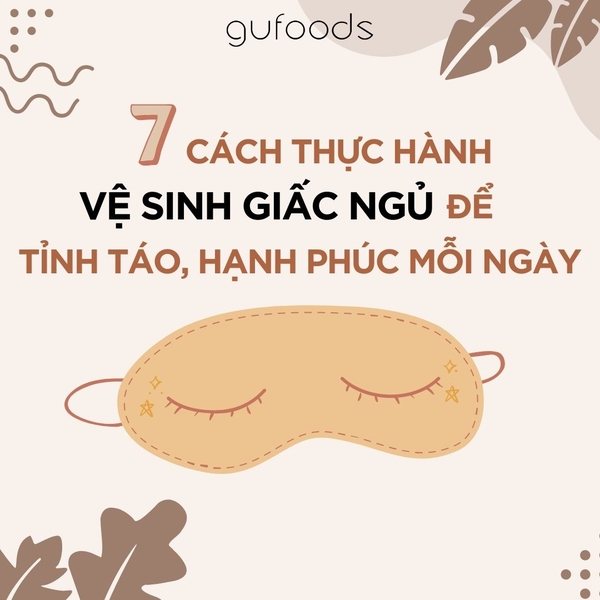 gufoods
7 CÁCH THỰC HÀNH
VỆ SINH GIẤC NGỦ ĐỂ
TỈNH TÁO, HẠNH PHÚC MỖI NGÀY